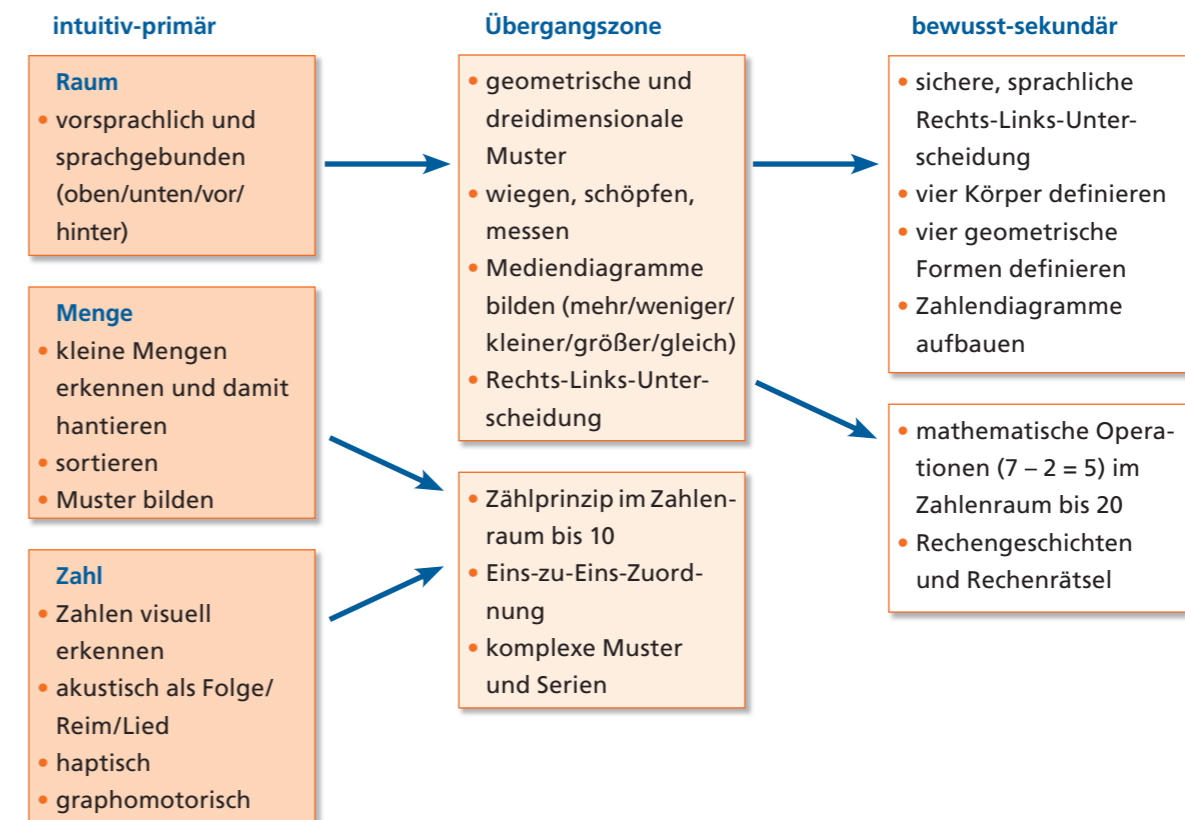 intuitiv-primär
Raum
• vorsprachlich und
sprachgebunden
(oben/unten/vor/
hinter)
Menge
• kleine Mengen
erkennen und damit
hantieren
• sortieren
• Muster bilden
Zahl
• Zahlen visuell
erkennen
• akustisch als Folge/
Reim/Lied
• haptisch
• graphomotorisch
Übergangszone
• geometrische und
dreidimensionale
Muster
• wiegen, schöpfen,
messen
• Mediendiagramme
bilden (mehr/weniger/
kleiner/größer/gleich)
• Rechts-Links-Unter-
scheidung
• Zählprinzip im Zahlen-
raum bis 10
• Eins-zu-Eins-Zuord-
nung
• komplexe Muster
und Serien
bewusst-sekundär
• sichere, sprachliche
Rechts-Links-Unter-
scheidung
• vier Körper definieren
• vier geometrische
Formen definieren
• Zahlendiagramme
aufbauen
• mathematische Opera-
tionen (7 – 2 = 5) im
Zahlenraum bis 20
• Rechengeschichten
und Rechenrätsel